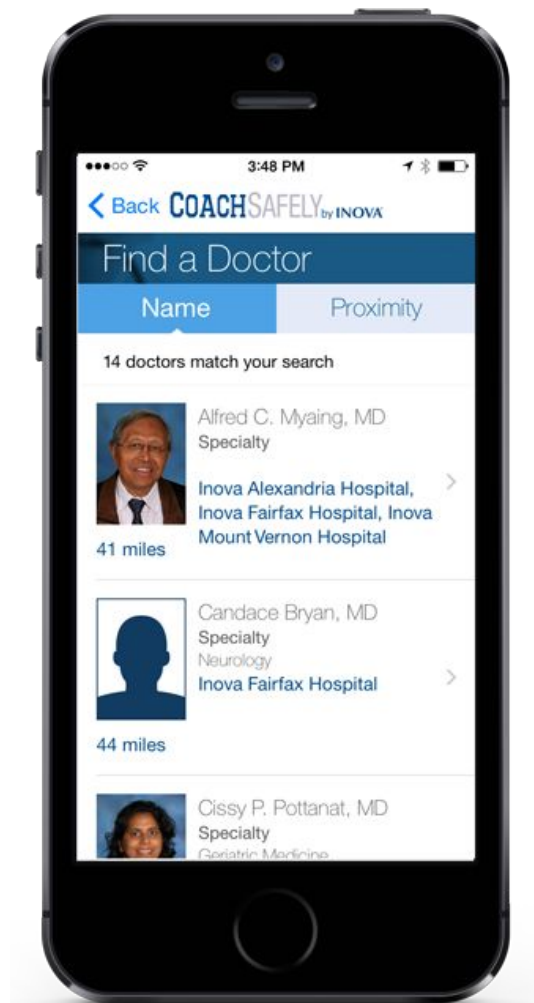 3:48 PM
Back COACHSAFELY by INOVA
Find a Doctor
Name Proximity
14 doctors match your search
Alfred C. Myaing, MD
Specialty
Inova Alexandria Hospital,
Inova Fairfax Hospital, Inova
Mount Vernon Hospital
41 miles
Candace Bryan, MD
Specialty
Neurology
Inova Fairfax Hospital
44 miles
Cissy P. Pottanat, MD
Specialty
Geriatric Medicine